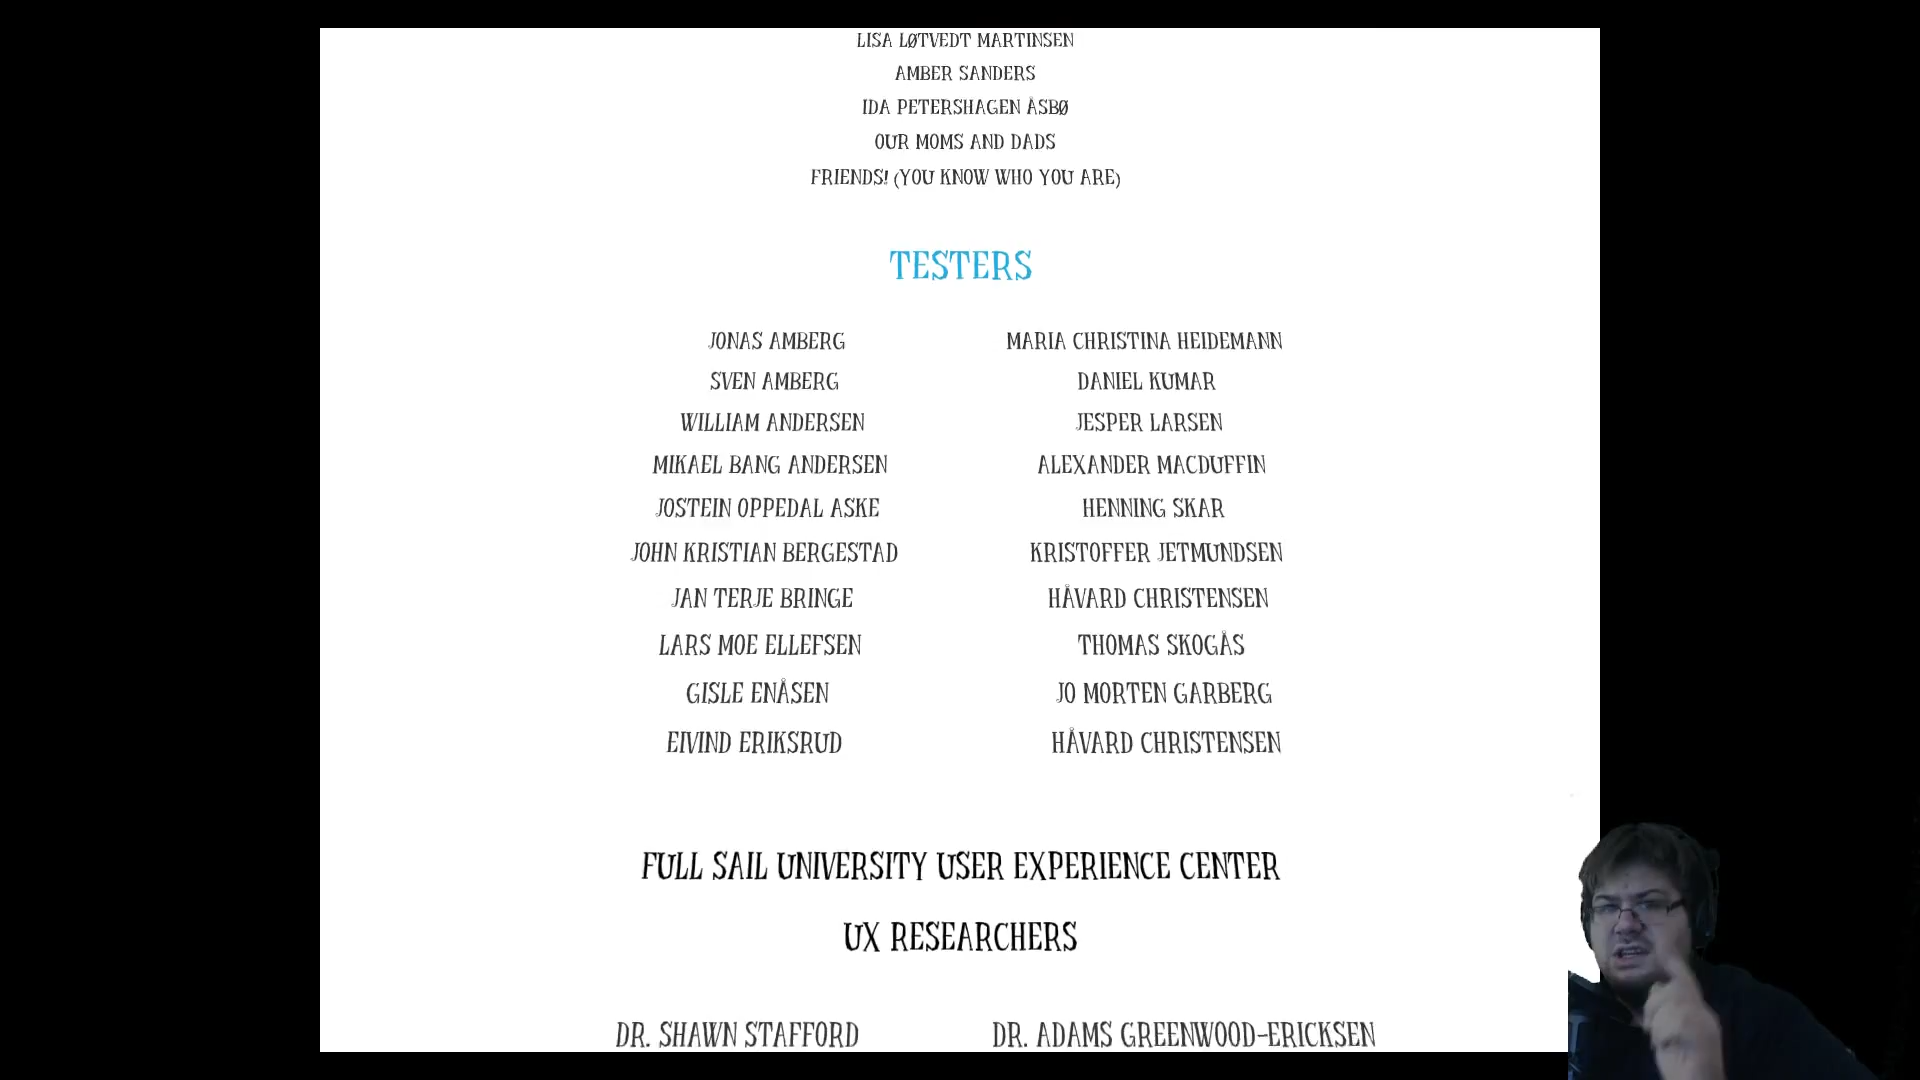 LISA LØTVEDT MARTINSEN
AMBER SANDERS
IDA PETERSHAGEN ÅSBØ
OUR MOMS AND DADS
FRIENDS! (YOU KNOW WHO YOU ARE)
TESTERS
JONAS AMBERG MARIA CHRISTINA HEIDEMANN
SVEN AMBERG DANIEL KUMAR
WILLIAM ANDERSEN JESPER LARSEN
MIKAEL BANG ANDERSEN ALEXANDER MACDUFFIN
JOSTEIN OPPEDAL ASKE HENNING SKAR
JOHN KRISTIAN BERGESTAD KRISTOFFER JETMUNDSEN
JAN TERJE BRINGE HÅVARD CHRISTENSEN
LARS MOE ELLEFSEN THOMAS SKOGÅS
GISLE ENÅSEN JO MORTEN GARBERG
EIVIND ERIKSRUD HÅVARD CHRISTENSEN
FULL SAIL UNIVERSITY USER EXPERIENCE CENTER
UX RESEARCHERS
DR. SHAWN STAFFORD DR. ADAMS GREENWOOD-ERICKSEN